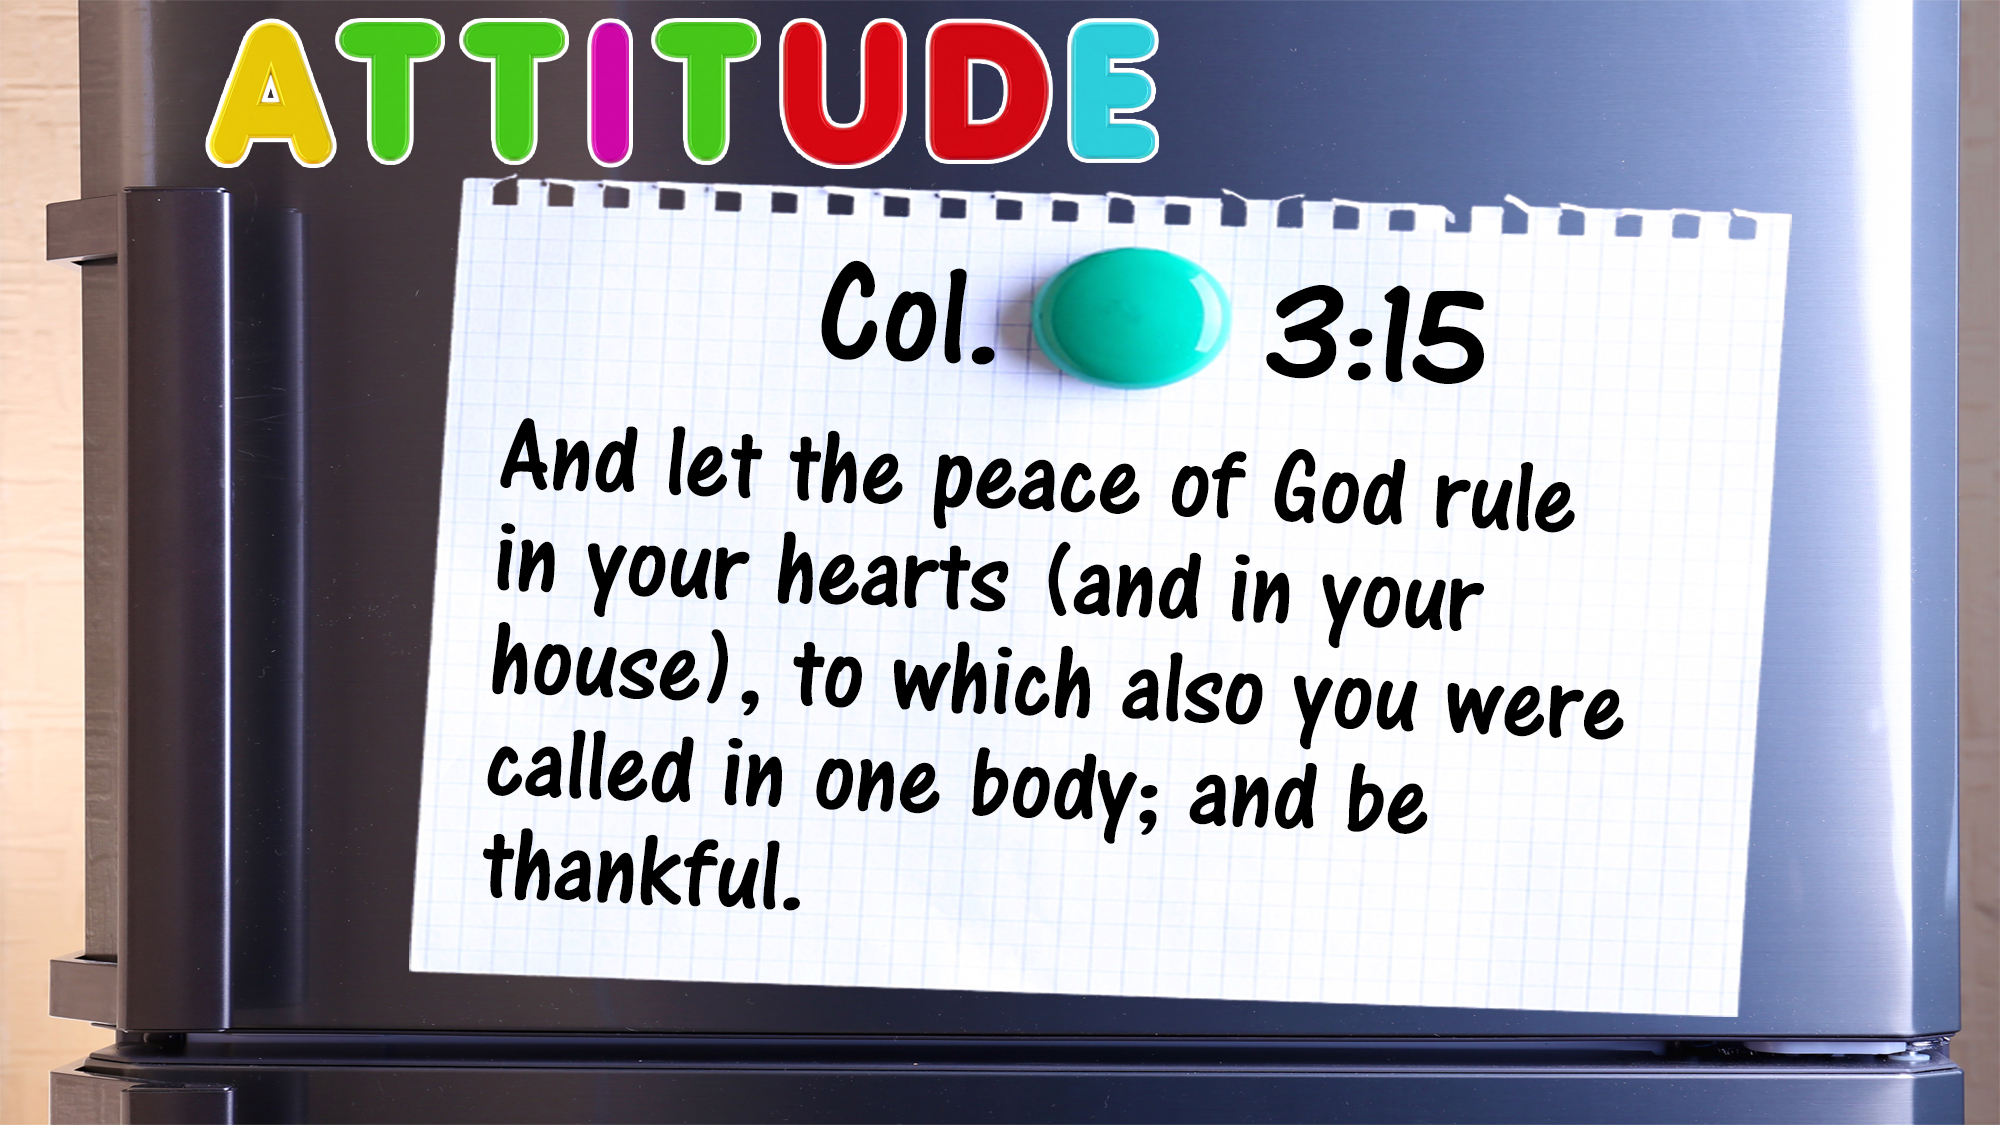 ATTITUDE
Col. 3:15
And let the peace of God rule
in your hearts (and in your
house), to which also you were
called in one body; and be
thankful.